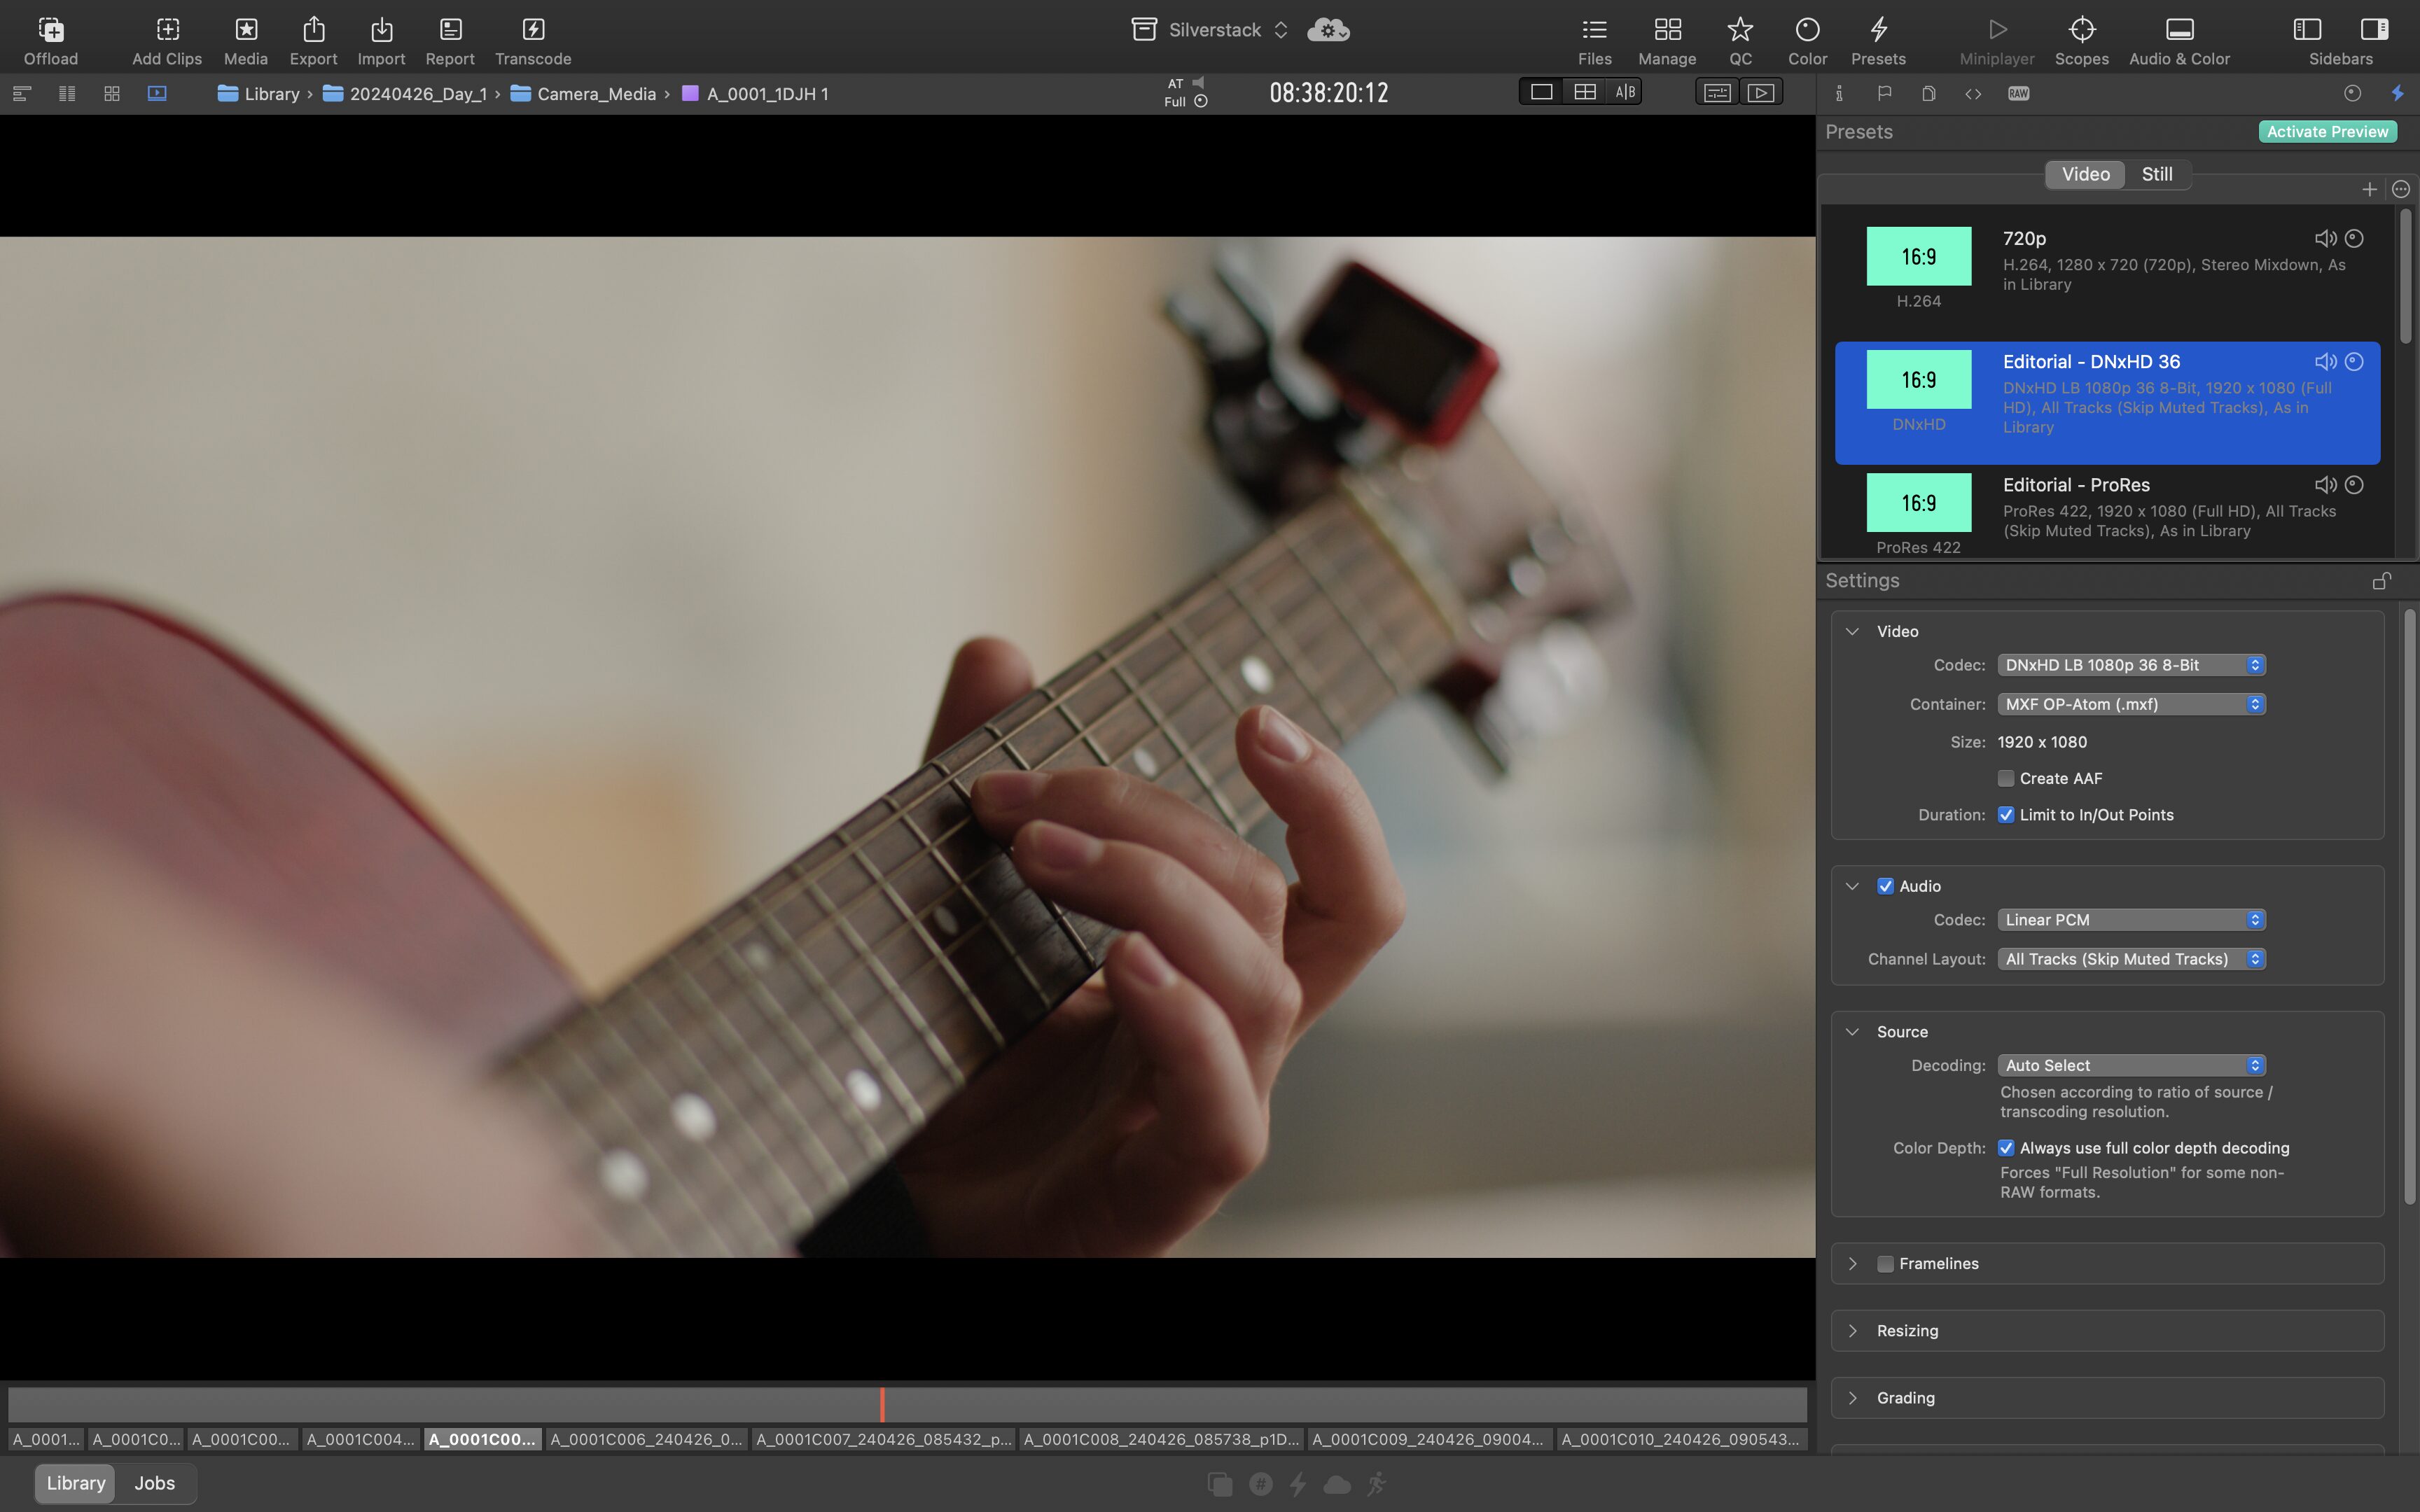 Offload
Add Clips
Media
Export
Import
Report
Transcode
Silverstack
Files
Manage
QC
Color
Presets
Miniplayer
Scopes
Audio & Color
Sidebars
Library › 20240426_Day_1 › Camera_Media › A_0001_1DJH 1
AT
Full
08:38:20:12
A|B
RAW
Presets
Activate Preview
Video
Still
16:9
H.264
720p
H.264, 1280 x 720 (720p), Stereo Mixdown, As
in Library
16:9
DNxHD
Editorial - DNxHD 36
DNxHD LB 1080p 36 8-Bit, 1920 x 1080 (Full
HD), All Tracks (Skip Muted Tracks), As in
Library
16:9
ProRes 422
Editorial - ProRes
ProRes 422, 1920 x 1080 (Full HD), All Tracks
(Skip Muted Tracks), As in Library
Settings
Video
Codec: DNxHD LB 1080p 36 8-Bit
Container: MXF OP-Atom (.mxf)
Size: 1920 x 1080
Create AAF
Duration: Limit to In/Out Points
Audio
Codec: Linear PCM
Channel Layout: All Tracks (Skip Muted Tracks)
Source
Decoding: Auto Select
Chosen according to ratio of source /
transcoding resolution.
Color Depth: Always use full color depth decoding
Forces "Full Resolution" for some non-
RAW formats.
Framelines
Resizing
Grading
A_0001...
A_0001C0...
A_0001C00...
A_0001C004...
A_0001C00...
A_0001C006_240426_0...
A_0001C007_240426_085432_p...
A_0001C008_240426_085738_p1D...
A_0001C009_240426_09004...
A_0001C010_240426_090543...
Library
Jobs
#